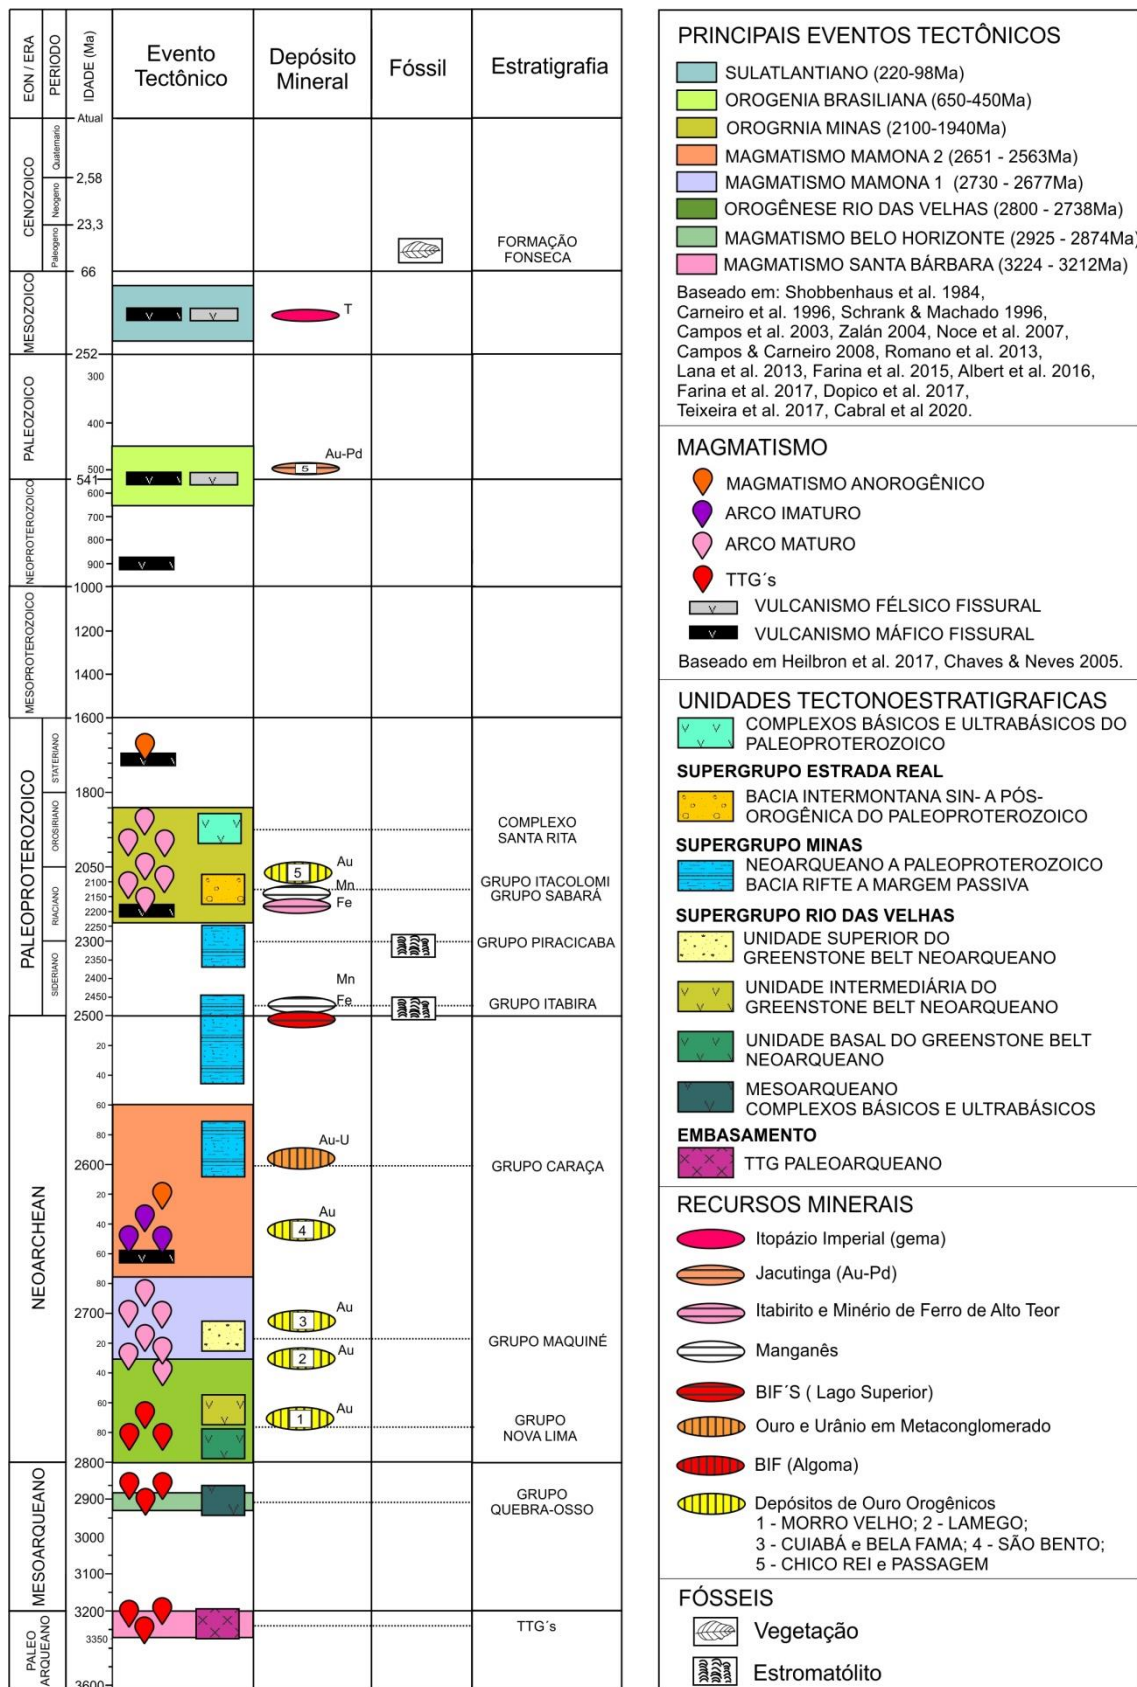 EON / ERA
PERIODO
IDADE (Ma)
Evento
Tectônico
Depósito
Mineral
Fóssil
Estratigrafia
Atual
CENOZOICO
Quaternario
2,58
Neogeno
23,3
Paleogeno
FORMAÇÃO
FONSECA
66
MESOZOICO
T
252
PALEOZOICO
300
400
Au-Pd
500
5
541
NEOPROTEROZOICO
600
700
800
900
1000
MESOPROTEROZOICO
1200
1400
1600
PALEOPROTEROZOICO
STATERIANO
1800
OROSIRIANO
COMPLEXO
SANTA RITA
2050
Au
5
RIACIANO
2100
Mn
GRUPO ITACOLOMI
2150
GRUPO SABARÁ
Fe
2200
2250
2300
GRUPO PIRACICABA
2350
SIDERIANO
2400
Mn
2450
Fe
GRUPO ITABIRA
2500
NEOARCHEAN
20
40
60
80
Au-U
2600
GRUPO CARAÇA
20
Au
40
4
60
80
2700
Au
3
20
GRUPO MAQUINÉ
Au
2
40
60
Au
1
GRUPO
NOVA LIMA
80
2800
MESOARQUEANO
2900
GRUPO
QUEBRA-OSSO
3000
3100
3200
PALEO
ARQUEANO
TTG´s
3350
3600
PRINCIPAIS EVENTOS TECTÔNICOS
SULATLANTIANO (220-98Ma)
OROGENIA BRASILIANA (650-450Ma)
OROGRNIA MINAS (2100-1940Ma)
MAGMATISMO MAMONA 2 (2651 - 2563Ma)
MAGMATISMO MAMONA 1 (2730 - 2677Ma)
OROGÊNESE RIO DAS VELHAS (2800 - 2738Ma)
MAGMATISMO BELO HORIZONTE (2925 - 2874Ma)
MAGMATISMO SANTA BÁRBARA (3224 - 3212Ma)
Baseado em: Shobbenhaus et al. 1984,
Carneiro et al. 1996, Schrank & Machado 1996,
Campos et al. 2003, Zalán 2004, Noce et al. 2007,
Campos & Carneiro 2008, Romano et al. 2013,
Lana et al. 2013, Farina et al. 2015, Albert et al. 2016,
Farina et al. 2017, Dopico et al. 2017,
Teixeira et al. 2017, Cabral et al 2020.
MAGMATISMO
MAGMATISMO ANOROGÊNICO
ARCO IMATURO
ARCO MATURO
TTG´s
VULCANISMO FÉLSICO FISSURAL
VULCANISMO MÁFICO FISSURAL
Baseado em Heilbron et al. 2017, Chaves & Neves 2005.
UNIDADES TECTONOESTRATIGRAFICAS
COMPLEXOS BÁSICOS E ULTRABÁSICOS DO
PALEOPROTEROZOICO
SUPERGRUPO ESTRADA REAL
BACIA INTERMONTANA SIN- A PÓS-
OROGÊNICA DO PALEOPROTEROZOICO
SUPERGRUPO MINAS
NEOARQUEANO A PALEOPROTEROZOICO
BACIA RIFTE A MARGEM PASSIVA
SUPERGRUPO RIO DAS VELHAS
UNIDADE SUPERIOR DO
GREENSTONE BELT NEOARQUEANO
UNIDADE INTERMEDIÁRIA DO
GREENSTONE BELT NEOARQUEANO
UNIDADE BASAL DO GREENSTONE BELT
NEOARQUEANO
MESOARQUEANO
COMPLEXOS BÁSICOS E ULTRABÁSICOS
EMBASAMENTO
TTG PALEOARQUEANO
RECURSOS MINERAIS
Itopázio Imperial (gema)
Jacutinga (Au-Pd)
Itabirito e Minério de Ferro de Alto Teor
Manganês
BIF´S ( Lago Superior)
Ouro e Urânio em Metaconglomerado
BIF (Algoma)
Depósitos de Ouro Orogênicos
1 - MORRO VELHO; 2 - LAMEGO;
3 - CUIABÁ e BELA FAMA; 4 - SÃO BENTO;
5 - CHICO REI e PASSAGEM
FÓSSEIS
Vegetação
Estromatólito